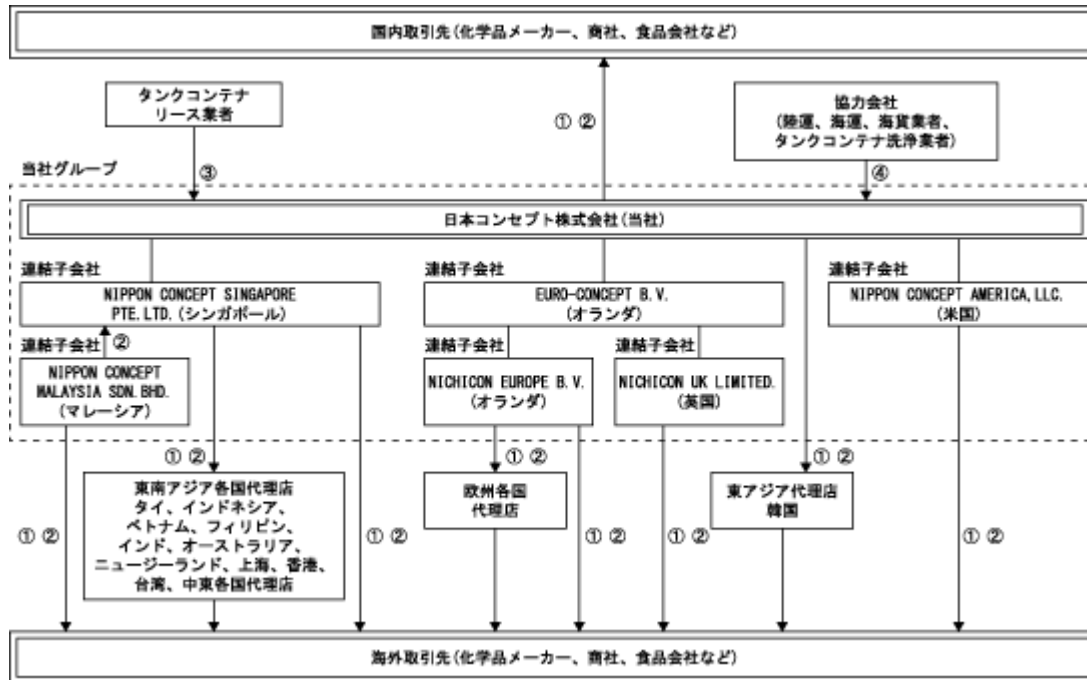 国内取引先(化学品メーカー、商社、食品会社など)
タンクコンテナ
リース業者
① ②
協力会社
(陸運、海運、海貨業者、
タンクコンテナ洗浄業者)
当社グループ
③
④
日本コンセプト株式会社(当社)
連結子会社
NIPPON CONCEPT SINGAPORE
PTE.LTD.(シンガポール)
連結子会社
EURO-CONCEPT B.V.
(オランダ)
連結子会社
NIPPON CONCEPT AMERICA,LLC.
(米国)
連結子会社
②
NIPPON CONCEPT
MALAYSIA SDN.BHD.
(マレーシア)
連結子会社
NICHICON EUROPE B.V.
(オランダ)
連結子会社
NICHICON UK LIMITED.
(英国)
① ②
① ②
① ②
東南アジア各国代理店
タイ、インドネシア、
ベトナム、フィリピン、
インド、オーストラリア、
ニュージーランド、上海、香港、
台湾、中東各国代理店
欧州各国
代理店
東アジア代理店
韓国
① ②
① ②
① ②
① ②
① ②
海外取引先(化学品メーカー、商社、食品会社など)